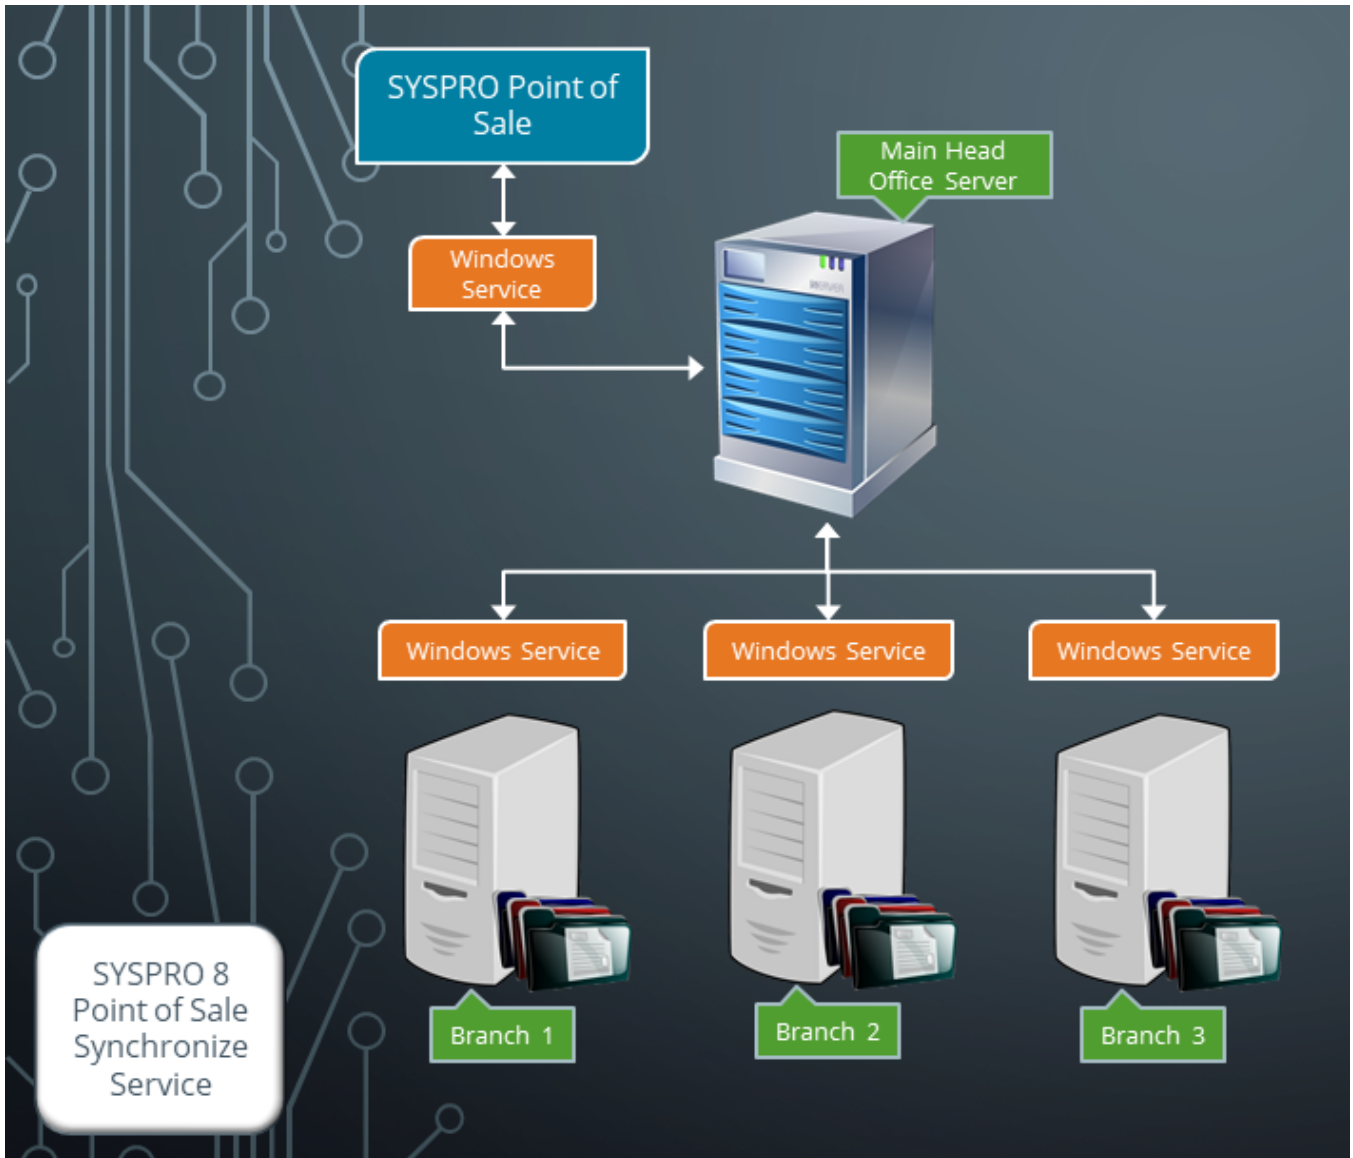 SYSPRO Point of
Sale
Main Head
Office Server
Windows
Service
SERVER
Windows Service
Windows Service
Windows Service
Branch 1
Branch 2
Branch 3
SYSPRO 8
Point of Sale
Synchronize
Service